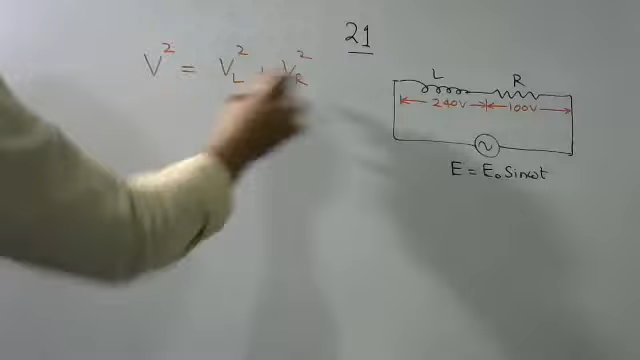 21
V² = V_L² + V_R²
L R
240V 100V
E = E₀ Sinωt